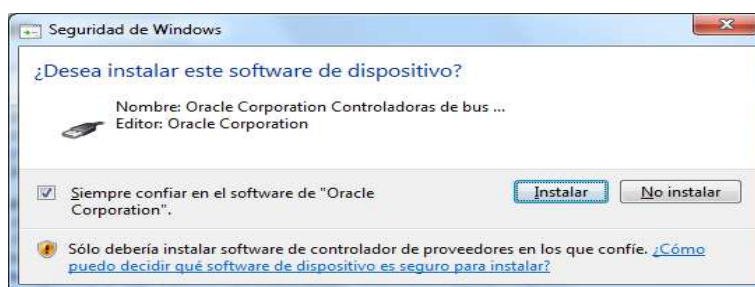 Seguridad de Windows
¿Desea instalar este software de dispositivo?
Nombre: Oracle Corporation Controladoras de bus ...
Editor: Oracle Corporation
Siempre confiar en el software de "Oracle
Corporation".
Instalar
No instalar
Sólo debería instalar software de controlador de proveedores en los que confíe. ¿Cómo
puedo decidir qué software de dispositivo es seguro para instalar?